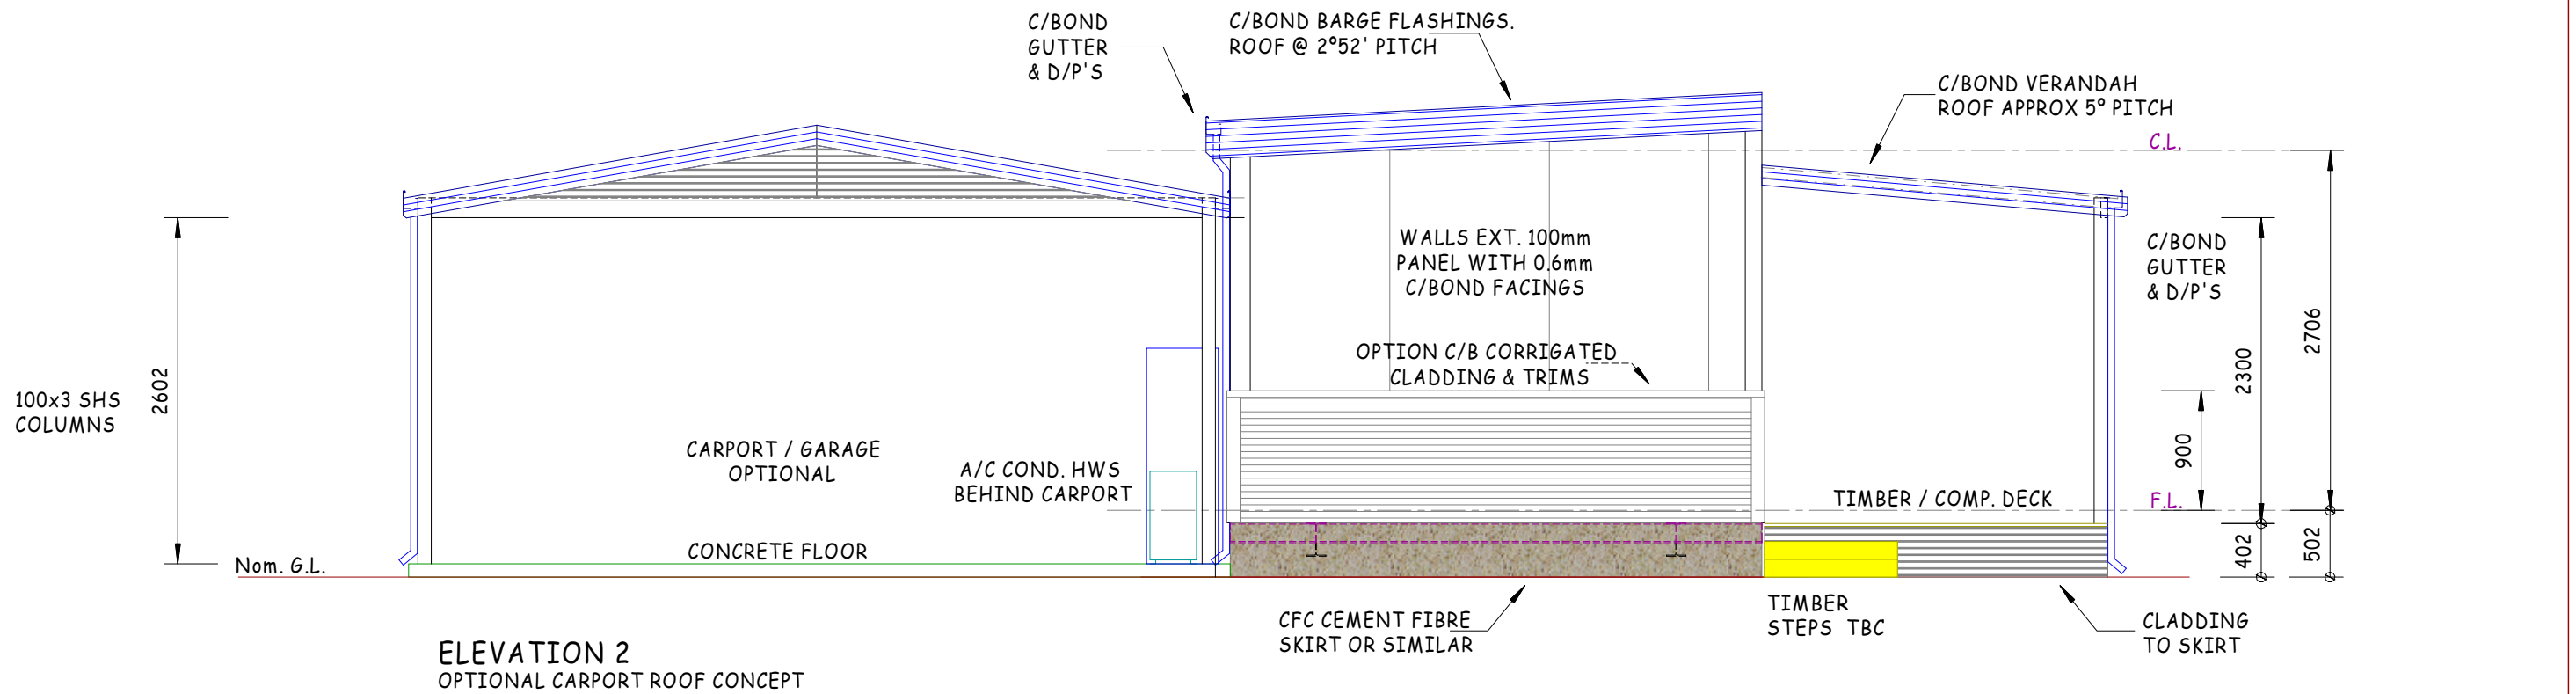 C/BOND
GUTTER
& D/P'S
C/BOND BARGE FLASHINGS.
ROOF @ 2°52' PITCH
C/BOND VERANDAH
ROOF APPROX 5° PITCH
C.L.
WALLS EXT. 100mm
PANEL WITH 0.6mm
C/BOND FACINGS
C/BOND
GUTTER
& D/P'S
OPTION C/B CORRIGATED
CLADDING & TRIMS
100x3 SHS
COLUMNS
2602
CARPORT / GARAGE
OPTIONAL
A/C COND. HWS
BEHIND CARPORT
2706
2300
900
TIMBER / COMP. DECK
F.L.
CONCRETE FLOOR
Nom. G.L.
402
502
CFC CEMENT FIBRE
SKIRT OR SIMILAR
TIMBER
STEPS TBC
CLADDING
TO SKIRT
ELEVATION 2
OPTIONAL CARPORT ROOF CONCEPT